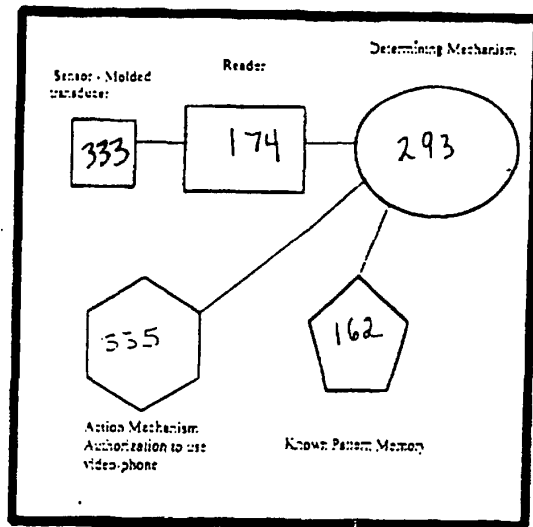 Determining Mechanism
Reader
Sensor - Molded
transducer
333
174
293
335
162
Action Mechanism
Authorization to use
video-phone
Known Pattern Memory